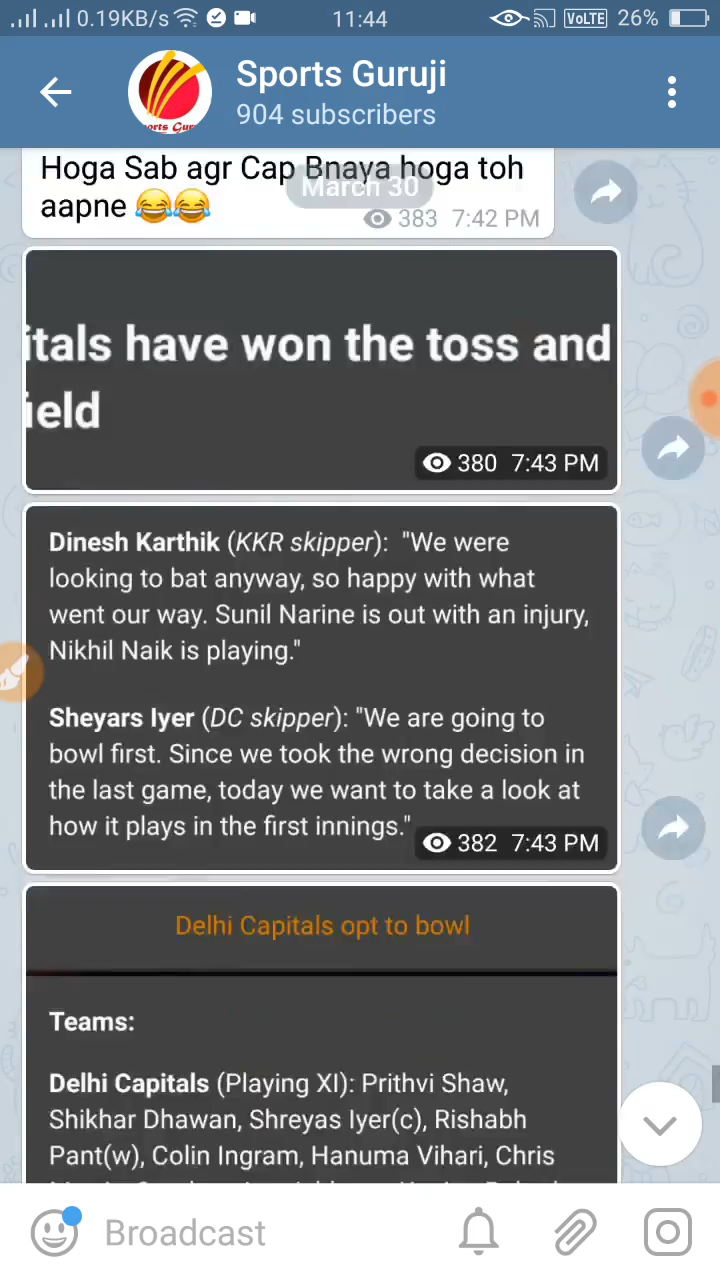 0.19KB/s 11:44 VoLTE 26%
Sports Guruji
904 subscribers
Hoga Sab agr Cap Bnaya hoga toh
aapne 😂😂
March 30
383 7:42 PM
itals have won the toss and
ield
380 7:43 PM
Dinesh Karthik (KKR skipper): "We were
looking to bat anyway, so happy with what
went our way. Sunil Narine is out with an injury,
Nikhil Naik is playing."
Sheyars Iyer (DC skipper): "We are going to
bowl first. Since we took the wrong decision in
the last game, today we want to take a look at
how it plays in the first innings."
382 7:43 PM
Delhi Capitals opt to bowl
Teams:
Delhi Capitals (Playing XI): Prithvi Shaw,
Shikhar Dhawan, Shreyas Iyer(c), Rishabh
Pant(w), Colin Ingram, Hanuma Vihari, Chris
Broadcast